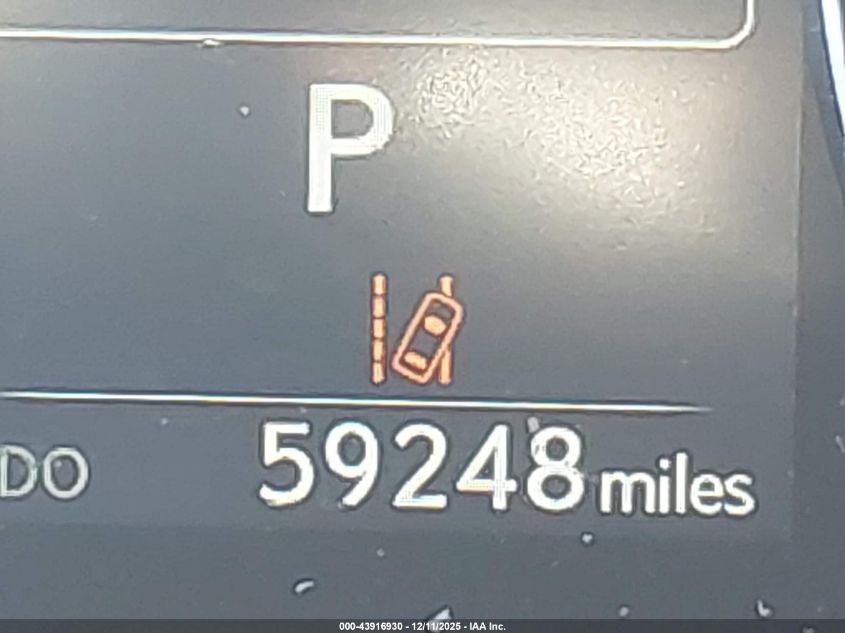 P
DO 59248 miles
000-43916930 - 12/11/2025 - IAA Inc.